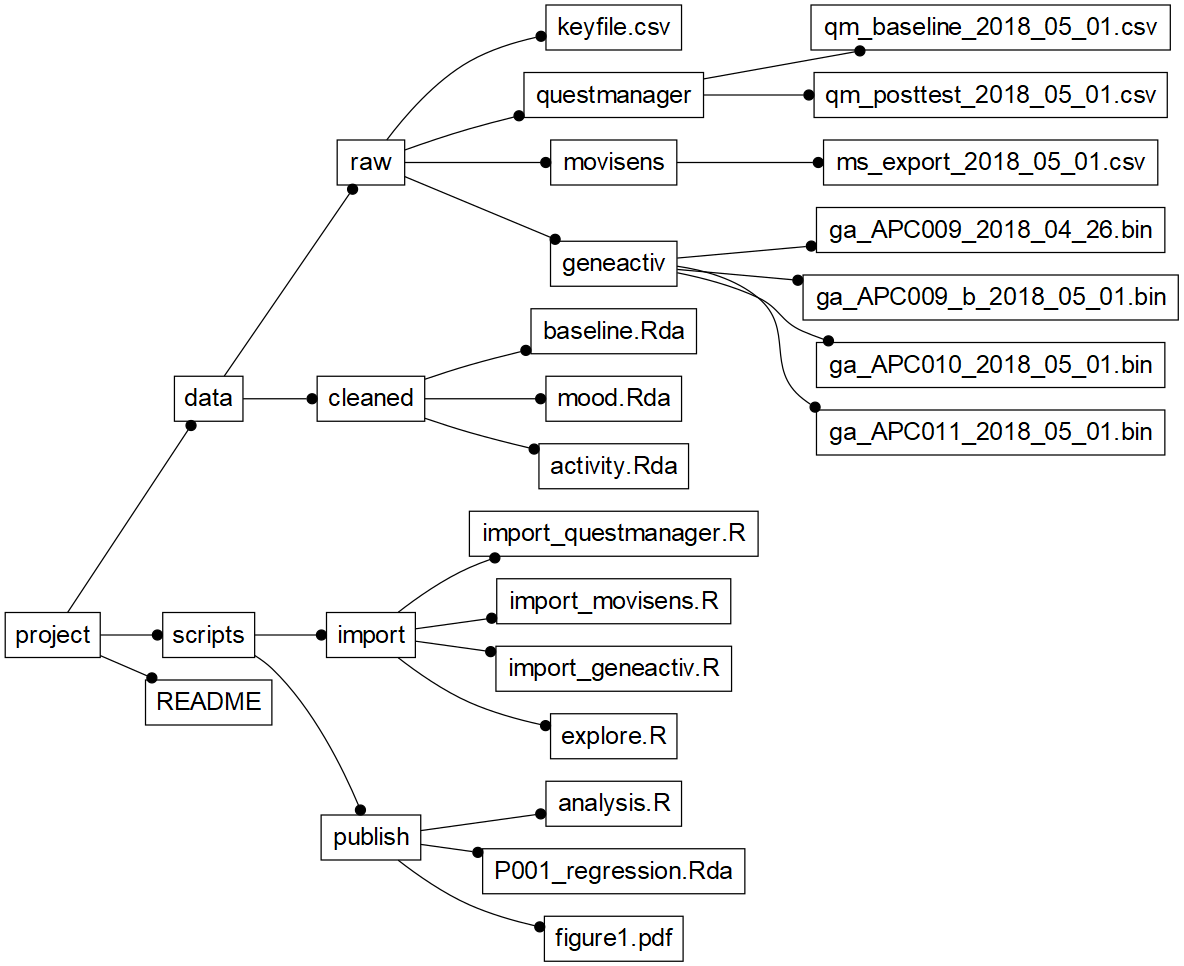 keyfile.csv
qm_baseline_2018_05_01.csv
questmanager
qm_posttest_2018_05_01.csv
raw
movisens
ms_export_2018_05_01.csv
ga_APC009_2018_04_26.bin
geneactiv
ga_APC009_b_2018_05_01.bin
baseline.Rda
ga_APC010_2018_05_01.bin
data
cleaned
mood.Rda
ga_APC011_2018_05_01.bin
activity.Rda
import_questmanager.R
import_movisens.R
project
scripts
import
import_geneactiv.R
README
explore.R
analysis.R
publish
P001_regression.Rda
figure1.pdf